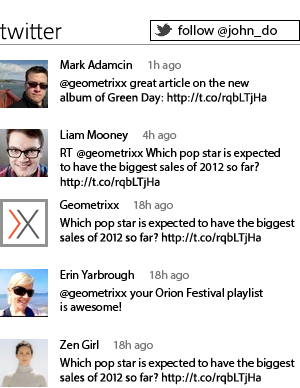 twitter
follow @john_do
Mark Adamcin 1h ago
@geometrixx great article on the new
album of Green Day: http://t.co/rqbLTjHa
Liam Mooney 4h ago
RT @geometrixx Which pop star is expected
to have the biggest sales of 2012 so far?
http://t.co/rqbLTjHa
Geometrixx 18h ago
Which pop star is expected to have the biggest
sales of 2012 so far? http://t.co/rqbLTjHa
Erin Yarbrough 18h ago
@geometrixx your Orion Festival playlist
is awesome!
Zen Girl 18h ago
Which pop star is expected to have the biggest
sales of 2012 so far? http://t.co/rqbLTjHa